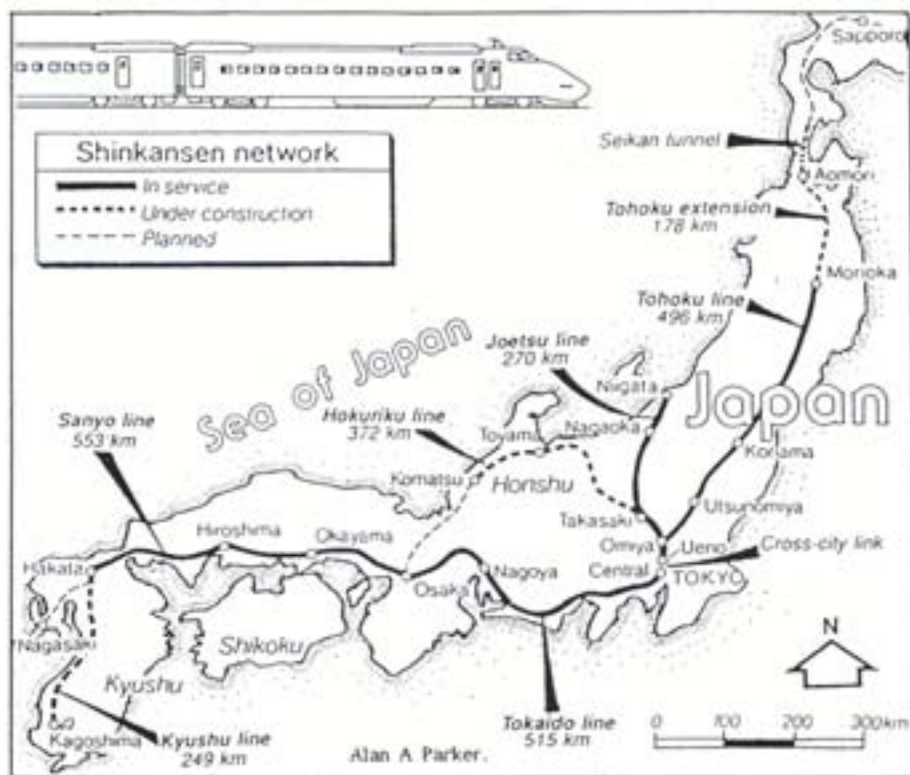 Sapporo
Shinkansen network
In service
Under construction
Planned
Seikan tunnel
Aomori
Tohoku extension
178 km
Morioka
Tohoku line
496 km
Joetsu line
270 km
Niigata
Japan
Sea of Japan
Sanyo line
553 km
Hokuriku line
372 km
Toyama
Nagaoka
Koriama
Komatsu
Honshu
Utsunomiya
Takasaki
Hiroshima
Okayama
Omiya
Ueno
Cross-city link
Hakata
Osaka
Nagoya
Central
TOKYO
Nagasaki
Shikoku
N
Kyushu
Kagoshima
Kyushu line
249 km
Alan A Parker.
Tokaido line
515 km
0 100 200 300km